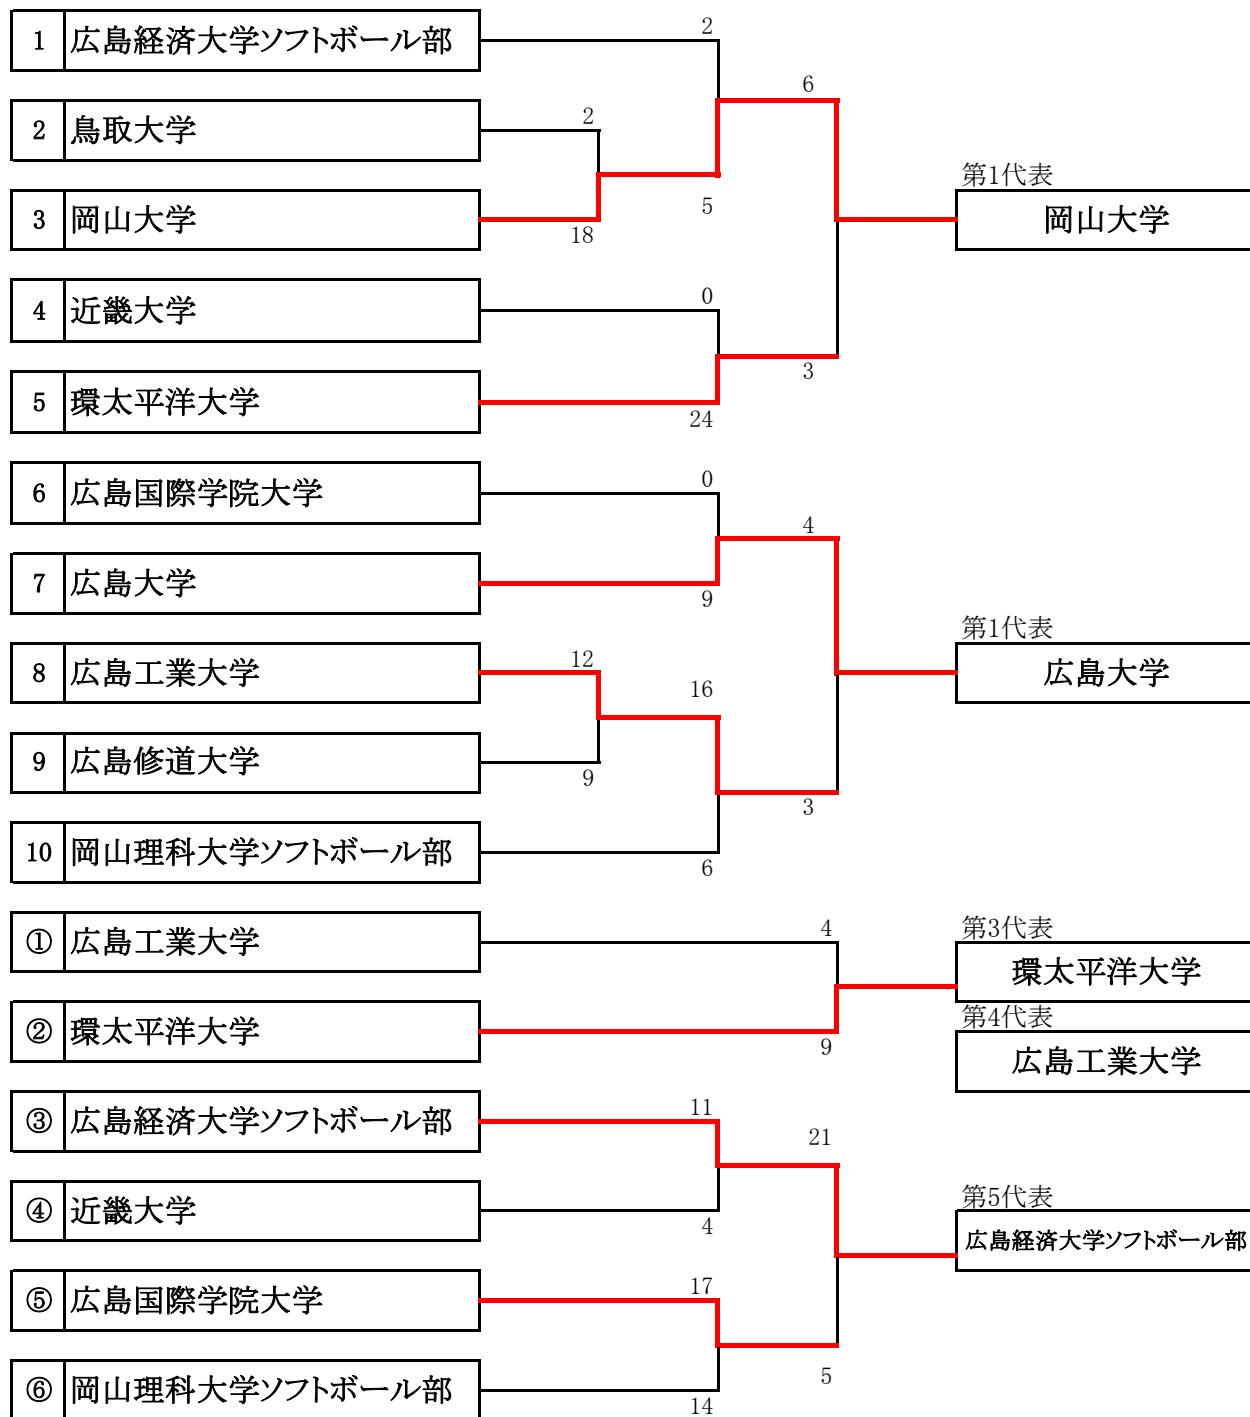 1 広島経済大学ソフトボール部
2
6
2 鳥取大学
2
第1代表
岡山大学
3 岡山大学
5
18
4 近畿大学
0
3
5 環太平洋大学
24
6 広島国際学院大学
0
4
7 広島大学
9
第1代表
広島大学
8 広島工業大学
12
16
9 広島修道大学
9
3
10 岡山理科大学ソフトボール部
6
① 広島工業大学
4
第3代表
環太平洋大学
② 環太平洋大学
9
第4代表
広島工業大学
③ 広島経済大学ソフトボール部
11
21
④ 近畿大学
4
第5代表
広島経済大学ソフトボール部
⑤ 広島国際学院大学
17
5
⑥ 岡山理科大学ソフトボール部
14